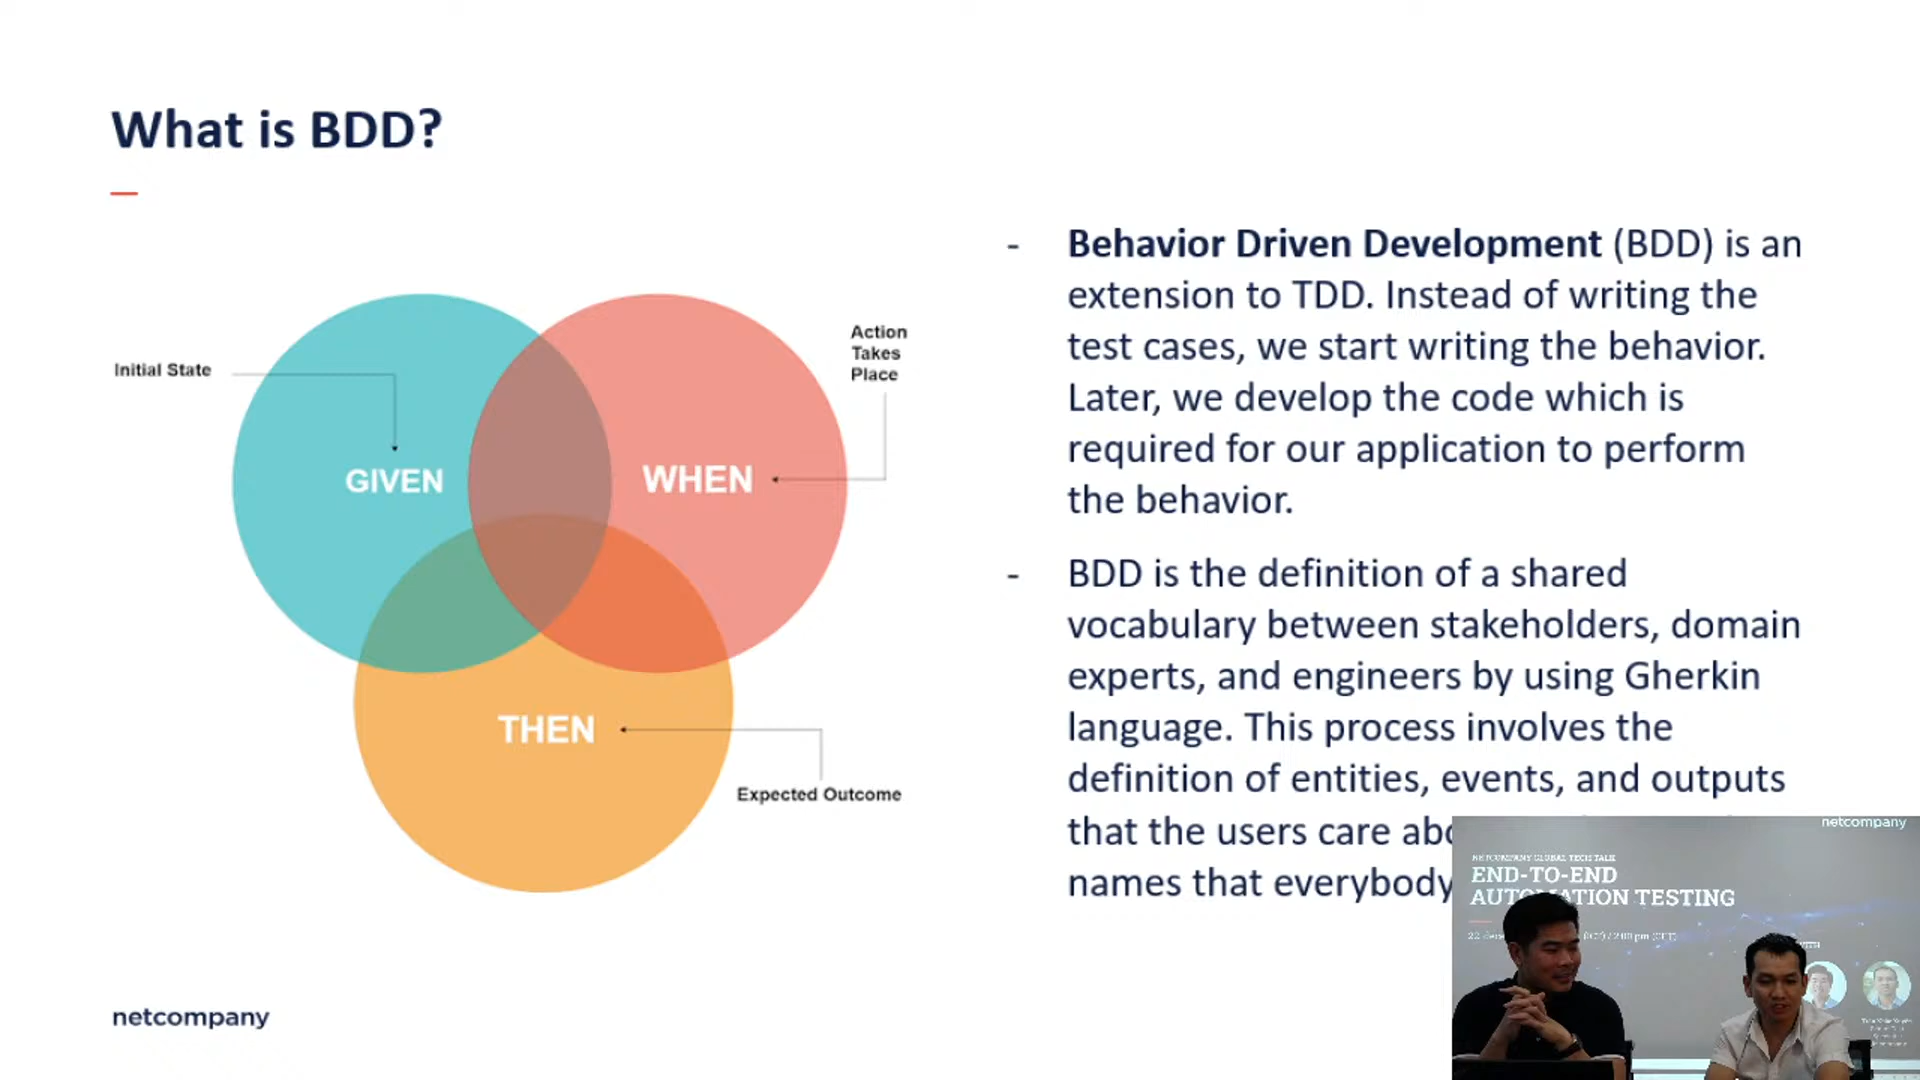 What is BDD?
Initial State
GIVEN
WHEN
Action
Takes
Place
THEN
Expected Outcome
- Behavior Driven Development (BDD) is an
extension to TDD. Instead of writing the
test cases, we start writing the behavior.
Later, we develop the code which is
required for our application to perform
the behavior.
- BDD is the definition of a shared
vocabulary between stakeholders, domain
experts, and engineers by using Gherkin
language. This process involves the
definition of entities, events, and outputs
that the users care
names that everybody
netcompany
netcompany
NETCOMPANY GLOBAL TECH TALK
END-TO-END
AUTOMATION TESTING